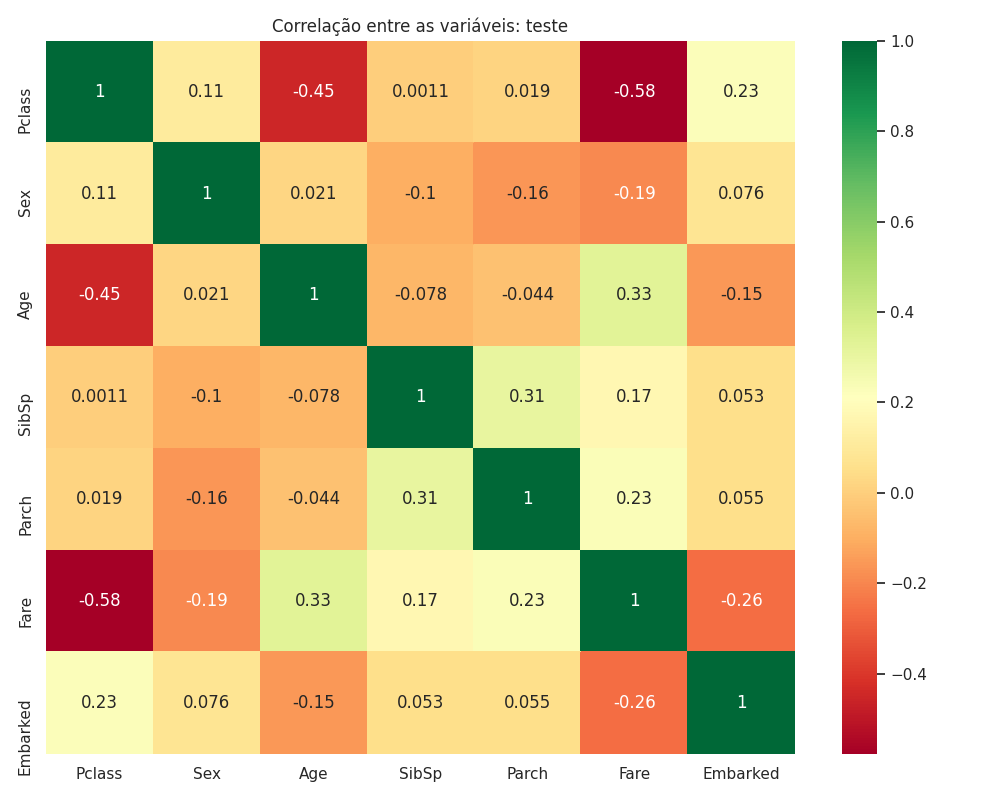 Correlação entre as variáveis: teste
Pclass 1 0.11 -0.45 0.0011 0.019 -0.58 0.23
Sex 0.11 1 0.021 -0.1 -0.16 -0.19 0.076
Age -0.45 0.021 1 -0.078 -0.044 0.33 -0.15
SibSp 0.0011 -0.1 -0.078 1 0.31 0.17 0.053
Parch 0.019 -0.16 -0.044 0.31 1 0.23 0.055
Fare -0.58 -0.19 0.33 0.17 0.23 1 -0.26
Embarked 0.23 0.076 -0.15 0.053 0.055 -0.26 1
Pclass Sex Age SibSp Parch Fare Embarked
1.0
0.8
0.6
0.4
0.2
0.0
−0.2
−0.4